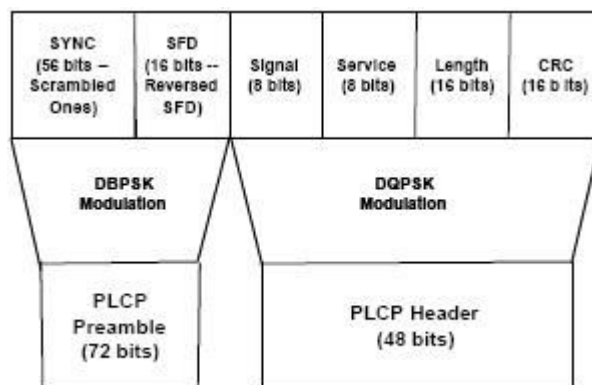 SYNC
(56 bits –
Scrambled
Ones)
SFD
(16 bits --
Reversed
SFD)
Signal
(8 bits)
Service
(8 bits)
Length
(16 bits)
CRC
(16 bits)
DBPSK
Modulation
DQPSK
Modulation
PLCP
Preamble
(72 bits)
PLCP Header
(48 bits)